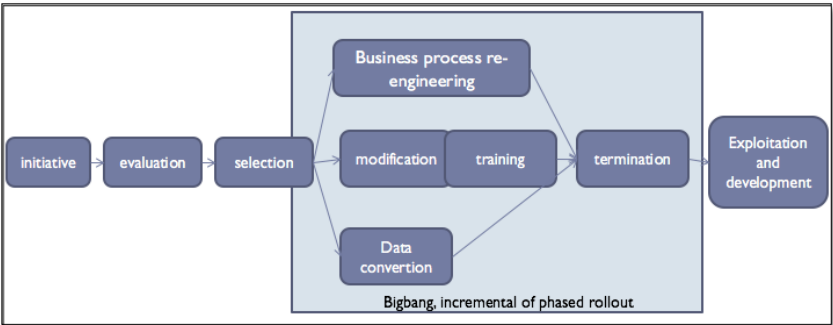 Business process re-
engineering
initiative
evaluation
selection
modification
training
termination
Exploitation
and
development
Data
convertion
Bigbang, incremental of phased rollout